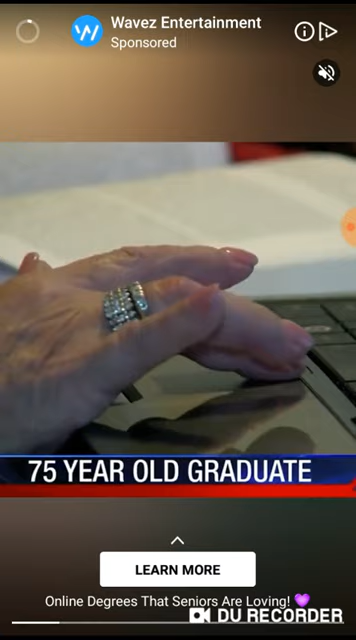 Wavez Entertainment
Sponsored
75 YEAR OLD GRADUATE
LEARN MORE
Online Degrees That Seniors Are Loving! 💜
DU RECORDER